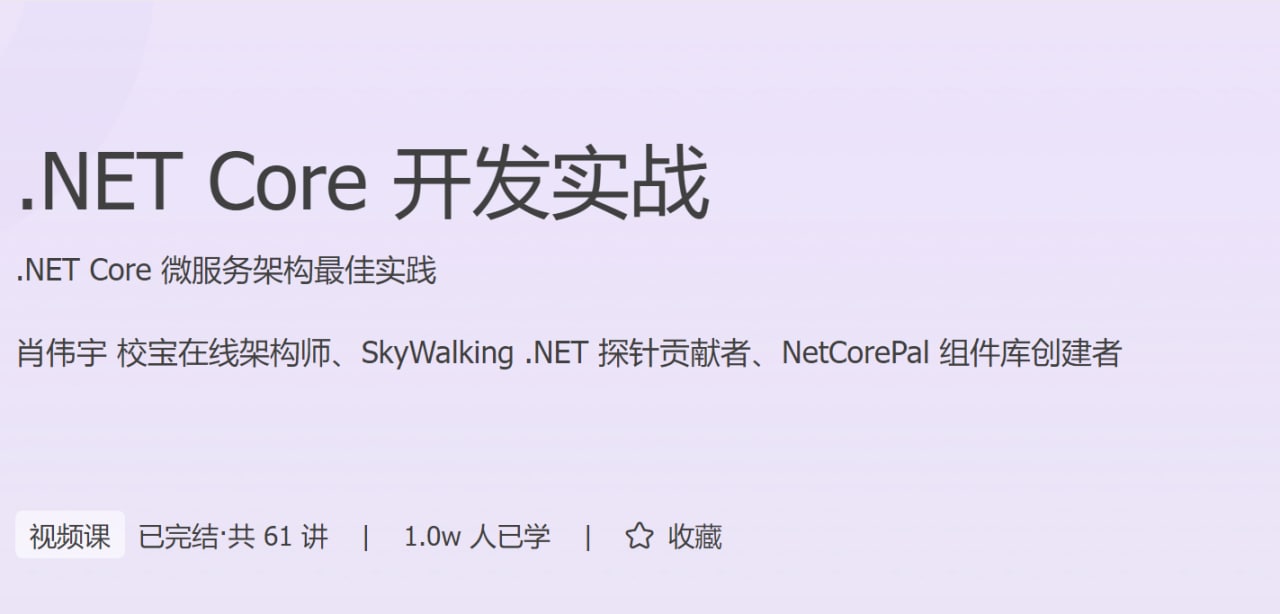 .NET Core 开发实战
.NET Core 微服务架构最佳实践
肖伟宇 校宝在线架构师、SkyWalking .NET 探针贡献者、NetCorePal 组件库创建者
视频课 已完结·共 61 讲 | 1.0w 人已学 | 收藏